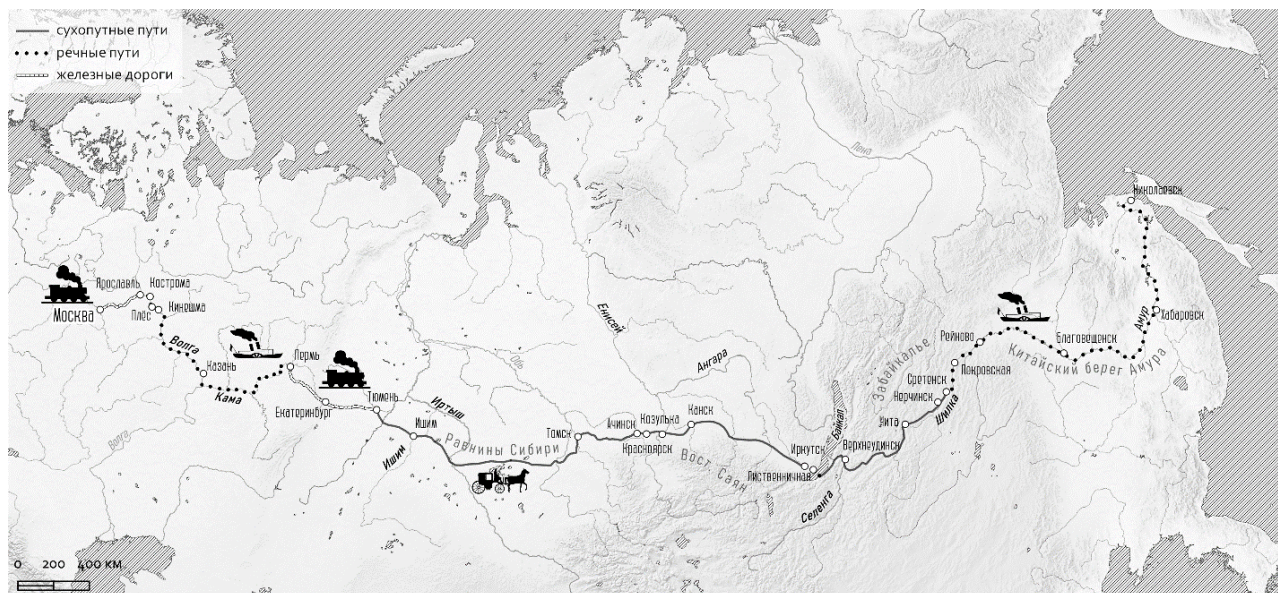 сухопутные пути
речные пути
железные дороги
Николаевск
Лена
Ярославль
Кострома
Москва
Плёс
Кинешма
Волга
Казань
Кама
Пермь
Екатеринбург
Тюмень
Волга
Иртыш
Обь
Ишим
Ишим
Равнины Сибири
Томск
Енисей
Ангара
Ачинск
Козулька
Красноярск
Канск
Вост. Саян
Иркутск
Лиственничная
Байкал
Верхнеудинск
Селенга
Забайкалье
Чита
Сретенск
Нерчинск
Шилка
Покровская
Рейново
Благовещенск
Китайский берег Амура
Амур
Хабаровск
0 200 400 км